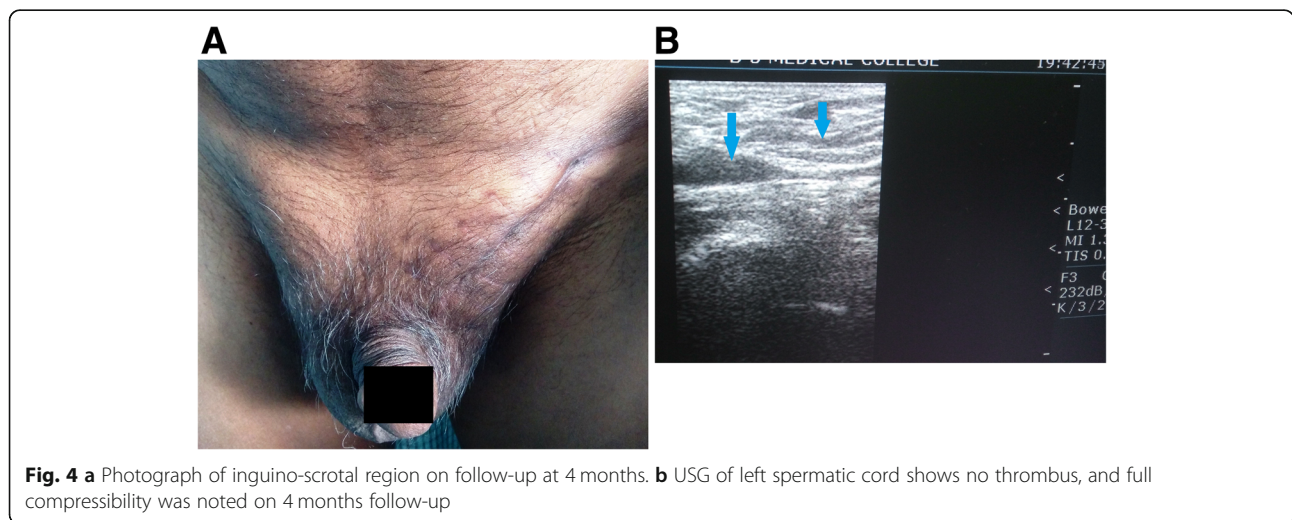 A B
B J MEDICAL COLLEGE 19:42:45
< Bowe
L12-3
MI 1.
TIS 0.
F3
232dB
K/3/2
Fig. 4 a Photograph of inguino-scrotal region on follow-up at 4 months. b USG of left spermatic cord shows no thrombus, and full
compressibility was noted on 4 months follow-up